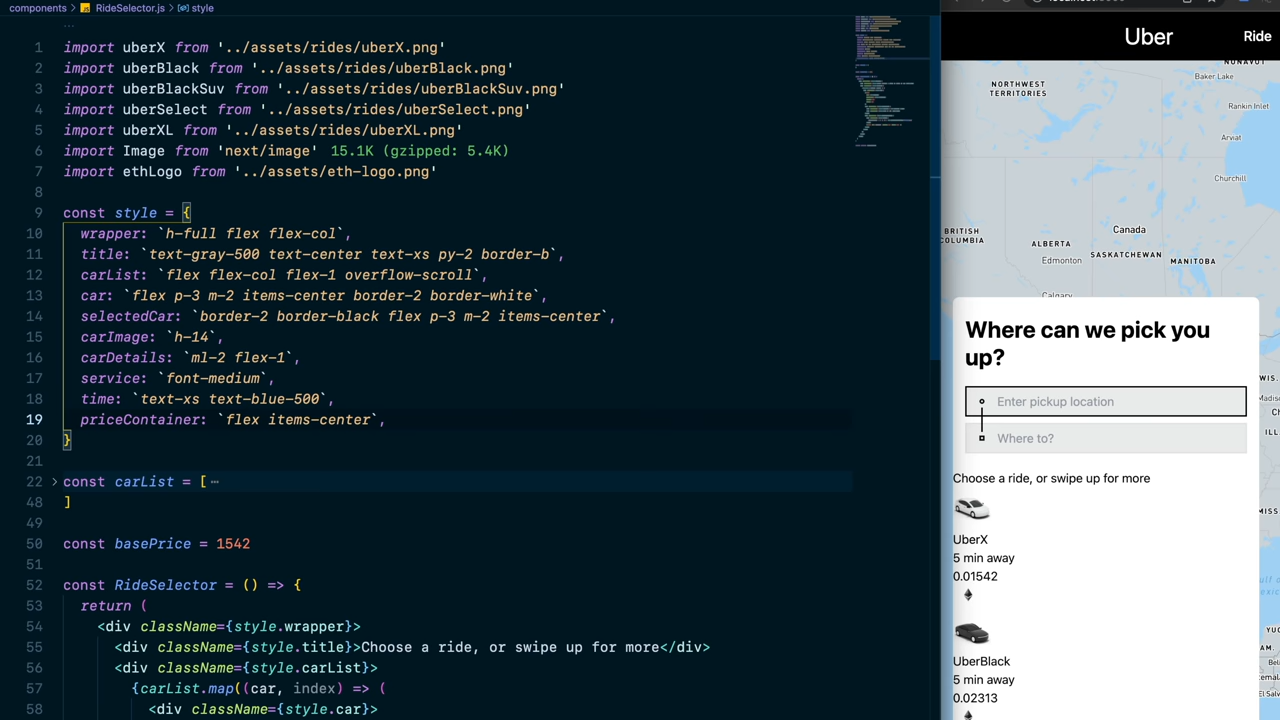 components > RideSelector.js > style
1 import uberX from '../assets/rides/uberX.png'
2 import uberBlack from '../assets/rides/uberBlack.png'
3 import uberBlackSuv from '../assets/rides/uberBlackSuv.png'
4 import uberSelect from '../assets/rides/uberSelect.png'
5 import uberXL from '../assets/rides/uberXL.png'
6 import Image from 'next/image' 15.1K (gzipped: 5.4K)
7 import ethLogo from '../assets/eth-logo.png'
8
9 const style = {
10 wrapper: `h-full flex flex-col`,
11 title: `text-gray-500 text-center text-xs py-2 border-b`,
12 carList: `flex flex-col flex-1 overflow-scroll`,
13 car: `flex p-3 m-2 items-center border-2 border-white`,
14 selectedCar: `border-2 border-black flex p-3 m-2 items-center`,
15 carImage: `h-14`,
16 carDetails: `ml-2 flex-1`,
17 service: `font-medium`,
18 time: `text-xs text-blue-500`,
19 priceContainer: `flex items-center`,
20 }
21
22 > const carList = [ ⋯
48 ]
49
50 const basePrice = 1542
51
52 const RideSelector = () => {
53 return (
54 <div className={style.wrapper}>
55 <div className={style.title}>Choose a ride, or swipe up for more</div>
56 <div className={style.carList}>
57 {carList.map((car, index) => (
58 <div className={style.car}>
Uber
Ride
NUNAVUT
NORTHWEST
TERRITORIES
Baker Lake
Rankin Inlet
Arviat
Churchill
BRITISH
COLUMBIA
Canada
ALBERTA
SASKATCHEWAN
Edmonton
MANITOBA
Calgary
Where can we pick you
up?
Enter pickup location
Where to?
Choose a ride, or swipe up for more
UberX
5 min away
0.01542
UberBlack
5 min away
0.02313
WIS.